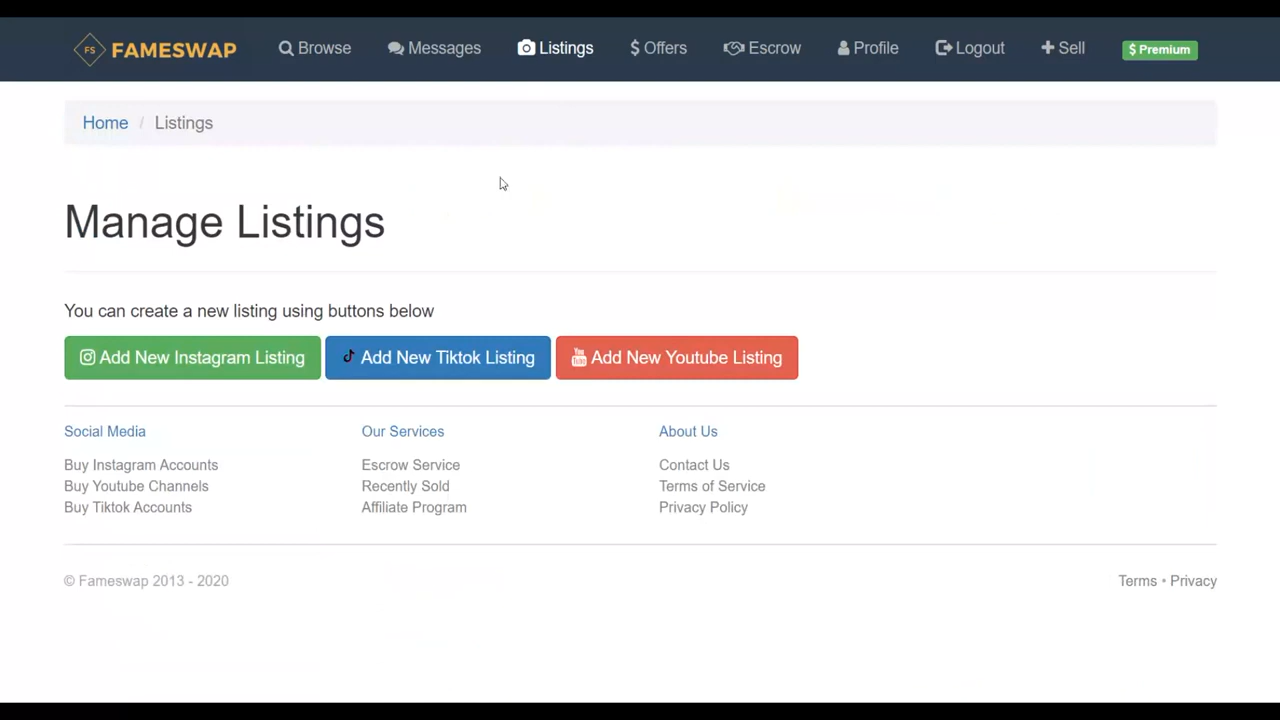 FS FAMESWAP Browse Messages Listings $ Offers Escrow Profile Logout + Sell $ Premium
Home / Listings
Manage Listings
You can create a new listing using buttons below
Add New Instagram Listing Add New Tiktok Listing You Tube Add New Youtube Listing
Social Media Our Services About Us
Buy Instagram Accounts Escrow Service Contact Us
Buy Youtube Channels Recently Sold Terms of Service
Buy Tiktok Accounts Affiliate Program Privacy Policy
© Fameswap 2013 - 2020 Terms • Privacy